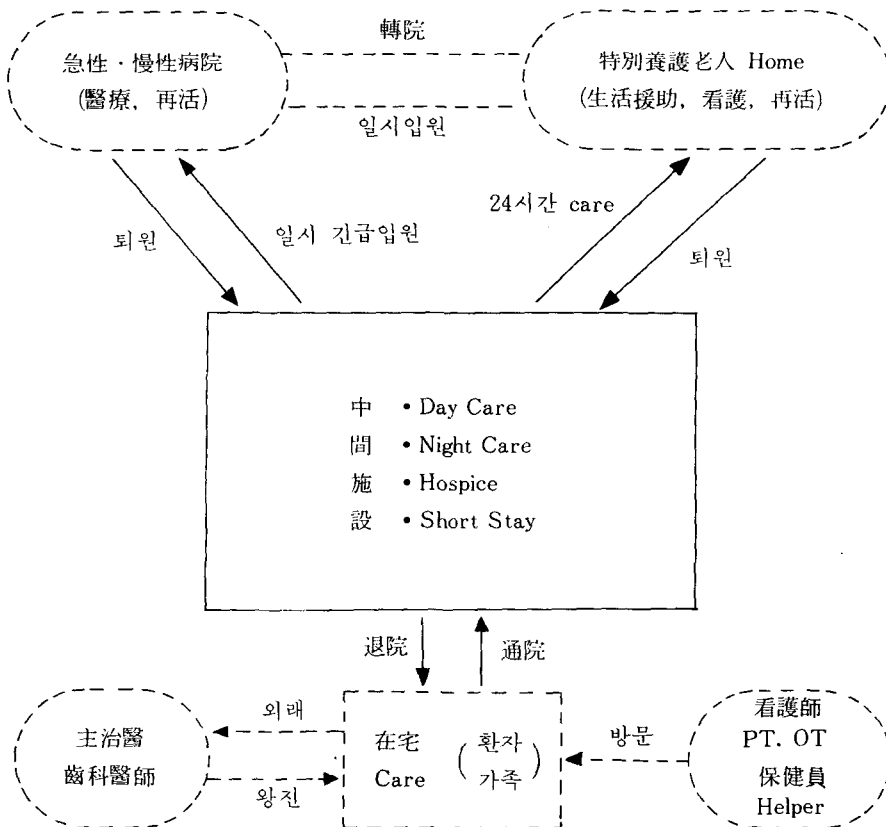 轉院
急性·慢性病院
(醫療, 再活)
特別養護老人 Home
(生活援助, 看護, 再活)
일시입원
퇴원
일시 긴급입원
24시간 care
퇴원
中 • Day Care
間 • Night Care
施 • Hospice
設 • Short Stay
退院
通院
主治醫
齒科醫師
외래
왕진
在宅
Care
(환자
가족)
방문
看護師
PT. OT
保健員
Helper